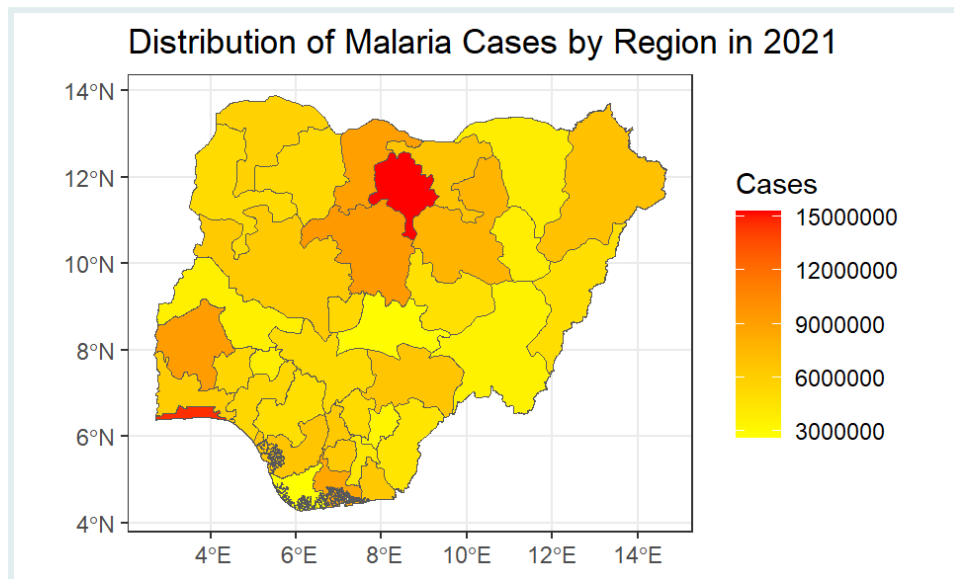 Distribution of Malaria Cases by Region in 2021
14°N
12°N
10°N
8°N
6°N
4°N
4°E 6°E 8°E 10°E 12°E 14°E
Cases
15000000
12000000
9000000
6000000
3000000